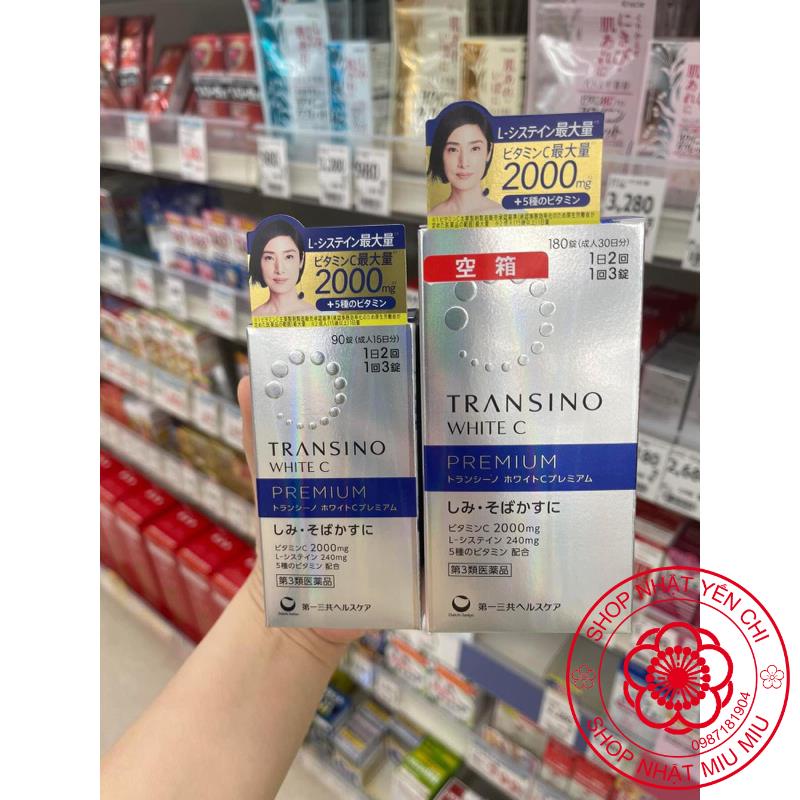 L-システイン最大量
ビタミンC最大量
2000mg
+5種のビタミン
180錠(成人30日分)
1日2回
1回3錠
空箱
TRANSINO
WHITE C
PREMIUM
トランシーノ ホワイトCプレミアム
しみ・そばかすに
ビタミンC 2000mg
L-システイン 240mg
5種のビタミン 配合
第3類医薬品
第一三共ヘルスケア
L-システイン最大量
ビタミンC最大量
2000mg
+5種のビタミン
90錠(成人15日分)
1日2回
1回3錠
TRANSINO
WHITE C
PREMIUM
トランシーノ ホワイトCプレミアム
しみ・そばかすに
ビタミンC 2000mg
L-システイン 240mg
5種のビタミン 配合
第3類医薬品
第一三共ヘルスケア
3,280
SHOP NHẬT YẾN CHI
0987181904
SHOP NHẬT MIU MIU